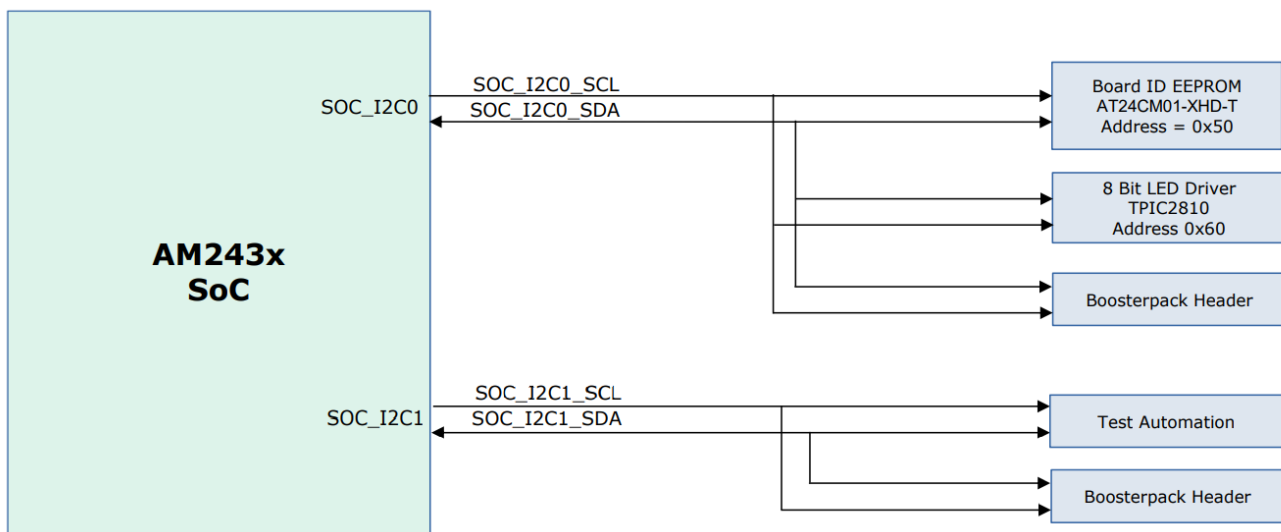 SOC_I2C0_SCL
SOC_I2C0
SOC_I2C0_SDA
Board ID EEPROM
AT24CM01-XHD-T
Address = 0x50
8 Bit LED Driver
TPIC2810
Address 0x60
AM243x
SoC
Boosterpack Header
SOC_I2C1_SCL
SOC_I2C1
SOC_I2C1_SDA
Test Automation
Boosterpack Header